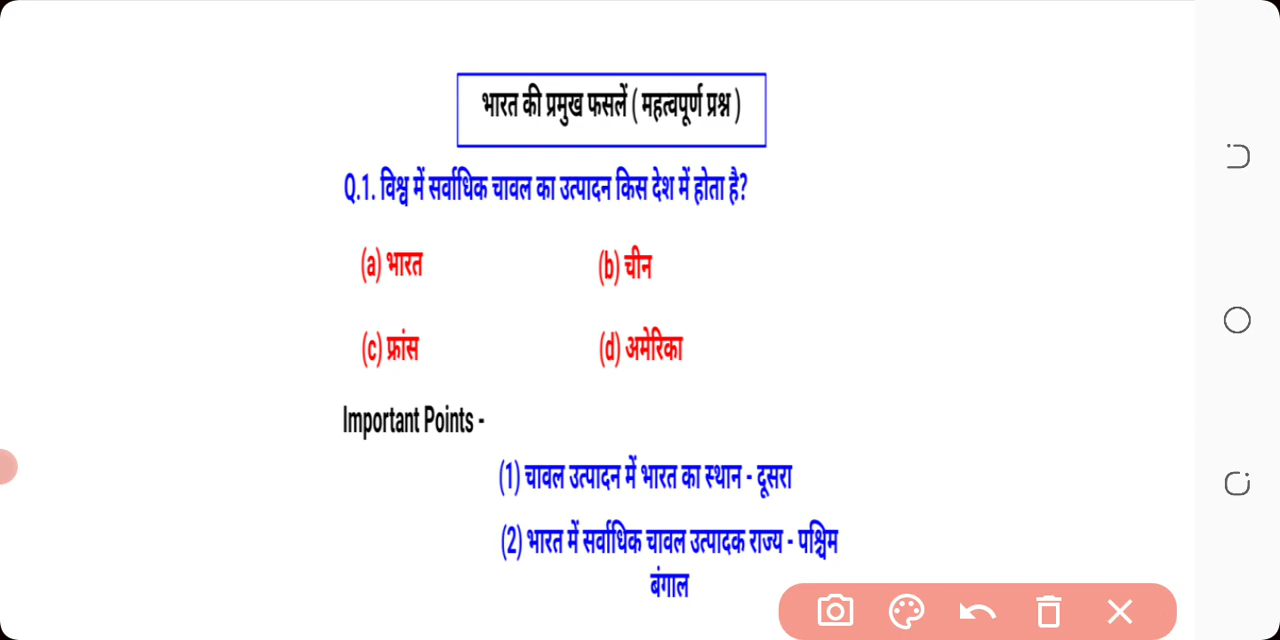 भारत की प्रमुख फसलें ( महत्वपूर्ण प्रश्न )
Q.1. विश्व में सर्वाधिक चावल का उत्पादन किस देश में होता है?
(a) भारत (b) चीन
(c) फ्रांस (d) अमेरिका
Important Points -
(1) चावल उत्पादन में भारत का स्थान - दूसरा
(2) भारत में सर्वाधिक चावल उत्पादक राज्य - पश्चिम
बंगाल